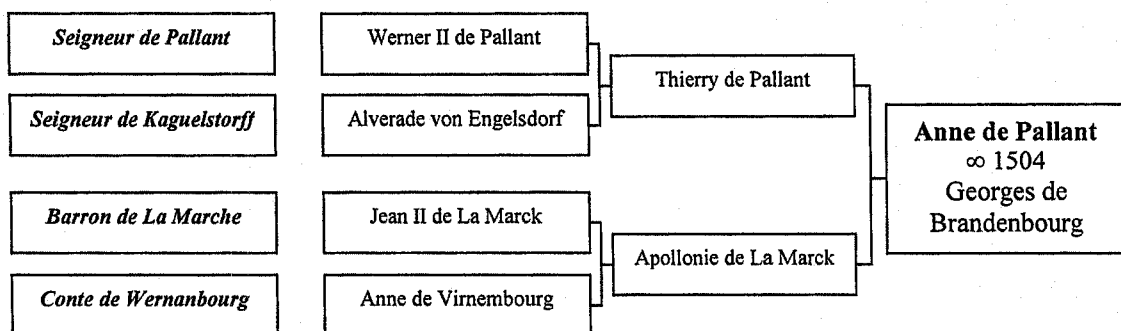 Seigneur de Pallant
Werner II de Pallant
Thierry de Pallant
Seigneur de Kaguelstorff
Alverade von Engelsdorf
Anne de Pallant
∞ 1504
Georges de
Brandenbourg
Barron de La Marche
Jean II de La Marck
Apollonie de La Marck
Conte de Wernanbourg
Anne de Virnembourg